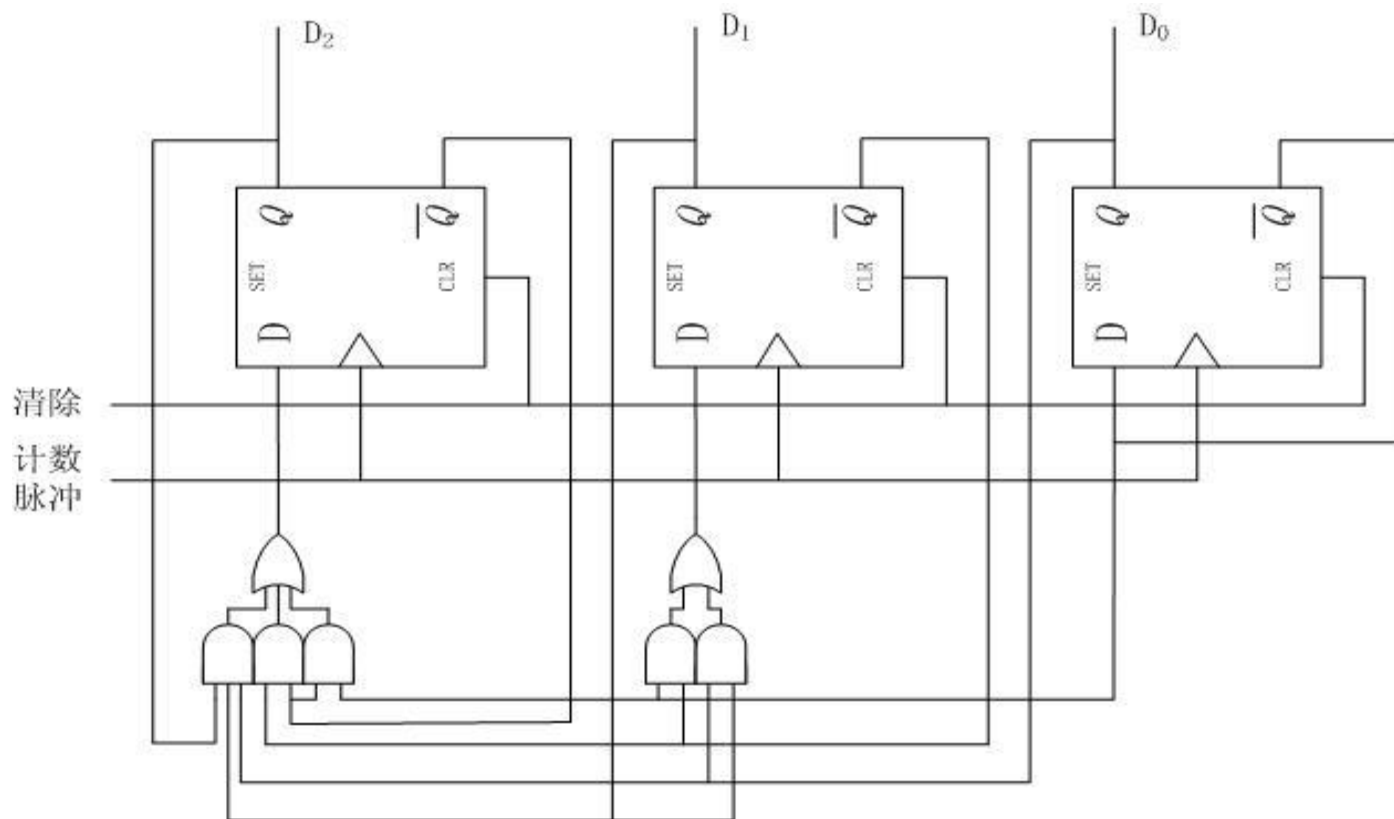 D₂ D₁ D₀
Q Q̅ Q Q̅ Q Q̅
SET CLR SET CLR SET CLR
D D D
清除
计数
脉冲